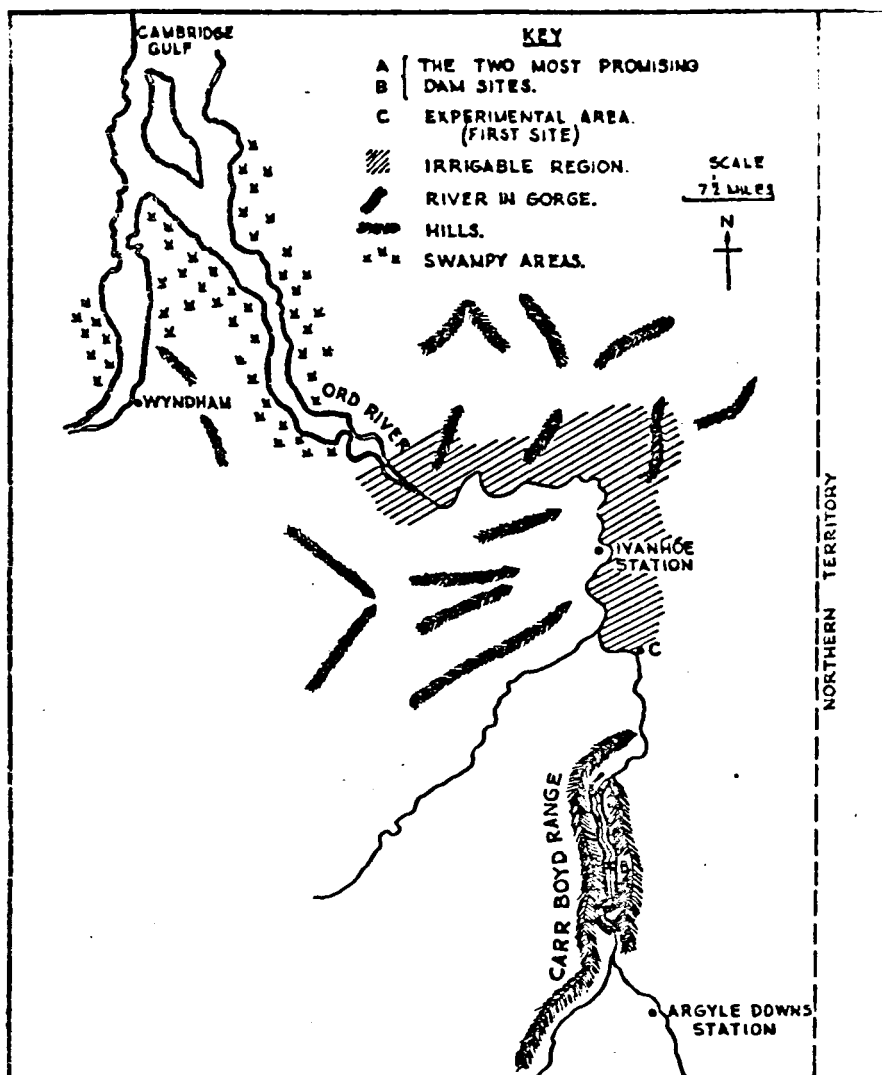 CAMBRIDGE
GULF
KEY
A THE TWO MOST PROMISING
B DAM SITES.
C EXPERIMENTAL AREA.
(FIRST SITE)
IRRIGABLE REGION.
RIVER IN GORGE.
HILLS.
SWAMPY AREAS.
SCALE
7½ MILES
N
WYNDHAM
ORD RIVER
IVANHOE
STATION
C
NORTHERN TERRITORY
CARR BOYD RANGE
B
ARGYLE DOWNS
STATION